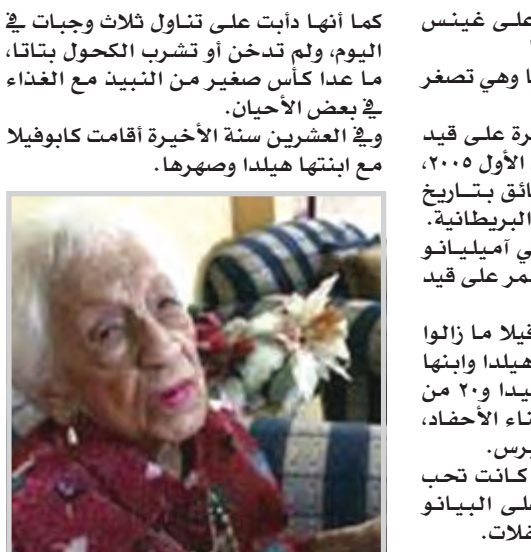 على غينس
وهي تصغر
على قيد
الأول ٢٠٠٥،
بتاريخ
البريطانية.
آميليانو
على قيد
ما زالوا
هيلدا وابنها
و٢٠ من
الأحفاد،
كانت تحب
البيانو
كما أنها دأبت على تناول ثلاث وجبات في
اليوم، ولم تدخن أو تشرب الكحول بتاتا،
ما عدا كأس صغير من النبيذ مع الغذاء
في بعض الأحيان.
وفي العشرين سنة الأخيرة أقامت كابوفيلا
مع ابنتها هيلدا وصهرها.